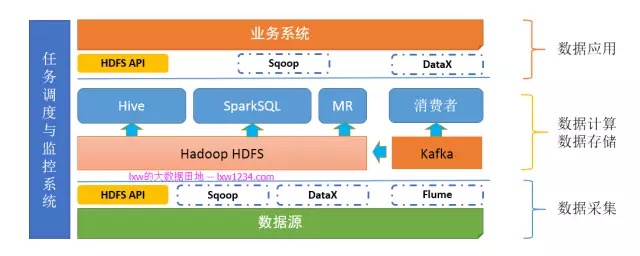 任务调度与监控系统
业务系统
HDFS API
Sqoop
DataX
数据应用
Hive
SparkSQL
MR
消费者
数据计算
数据存储
Hadoop HDFS
Kafka
lxw的大数据田地 -- lxw1234.com
HDFS API
Sqoop
DataX
Flume
数据采集
数据源